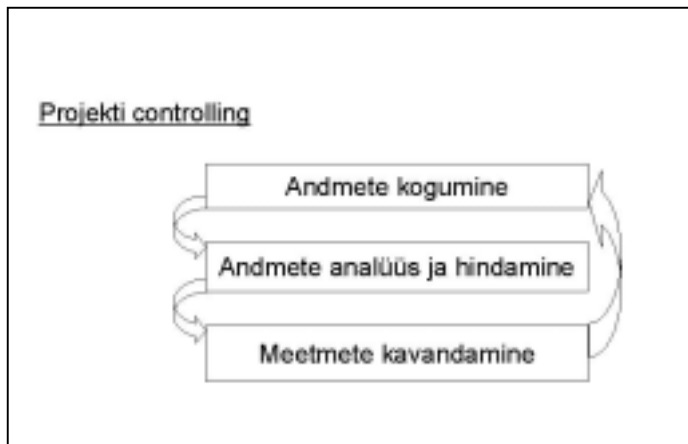 Projekti controlling
Andmete kogumine
Andmete analüüs ja hindamine
Meetmete kavandamine